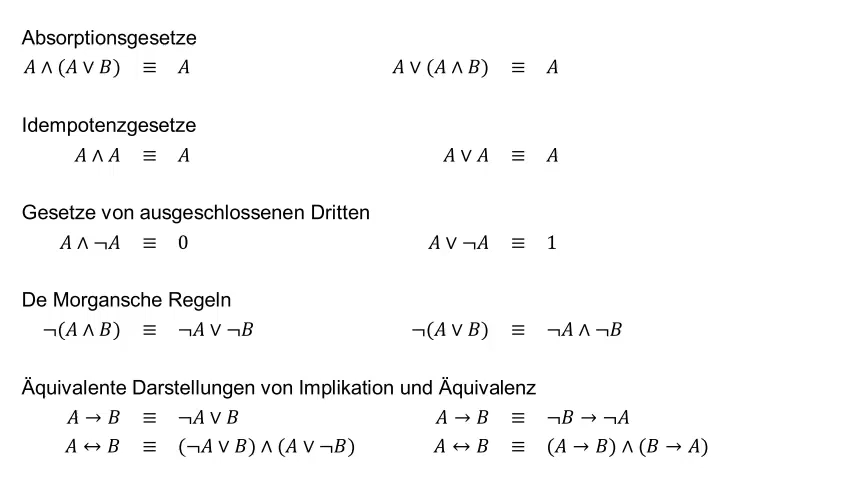 Absorptionsgesetze
A ∧ (A ∨ B) ≡ A A ∨ (A ∧ B) ≡ A
Idempotenzgesetze
A ∧ A ≡ A A ∨ A ≡ A
Gesetze von ausgeschlossenen Dritten
A ∧ ¬A ≡ 0 A ∨ ¬A ≡ 1
De Morgansche Regeln
¬(A ∧ B) ≡ ¬A ∨ ¬B ¬(A ∨ B) ≡ ¬A ∧ ¬B
Äquivalente Darstellungen von Implikation und Äquivalenz
A → B ≡ ¬A ∨ B A → B ≡ ¬B → ¬A
A ↔ B ≡ (¬A ∨ B) ∧ (A ∨ ¬B) A ↔ B ≡ (A → B) ∧ (B → A)